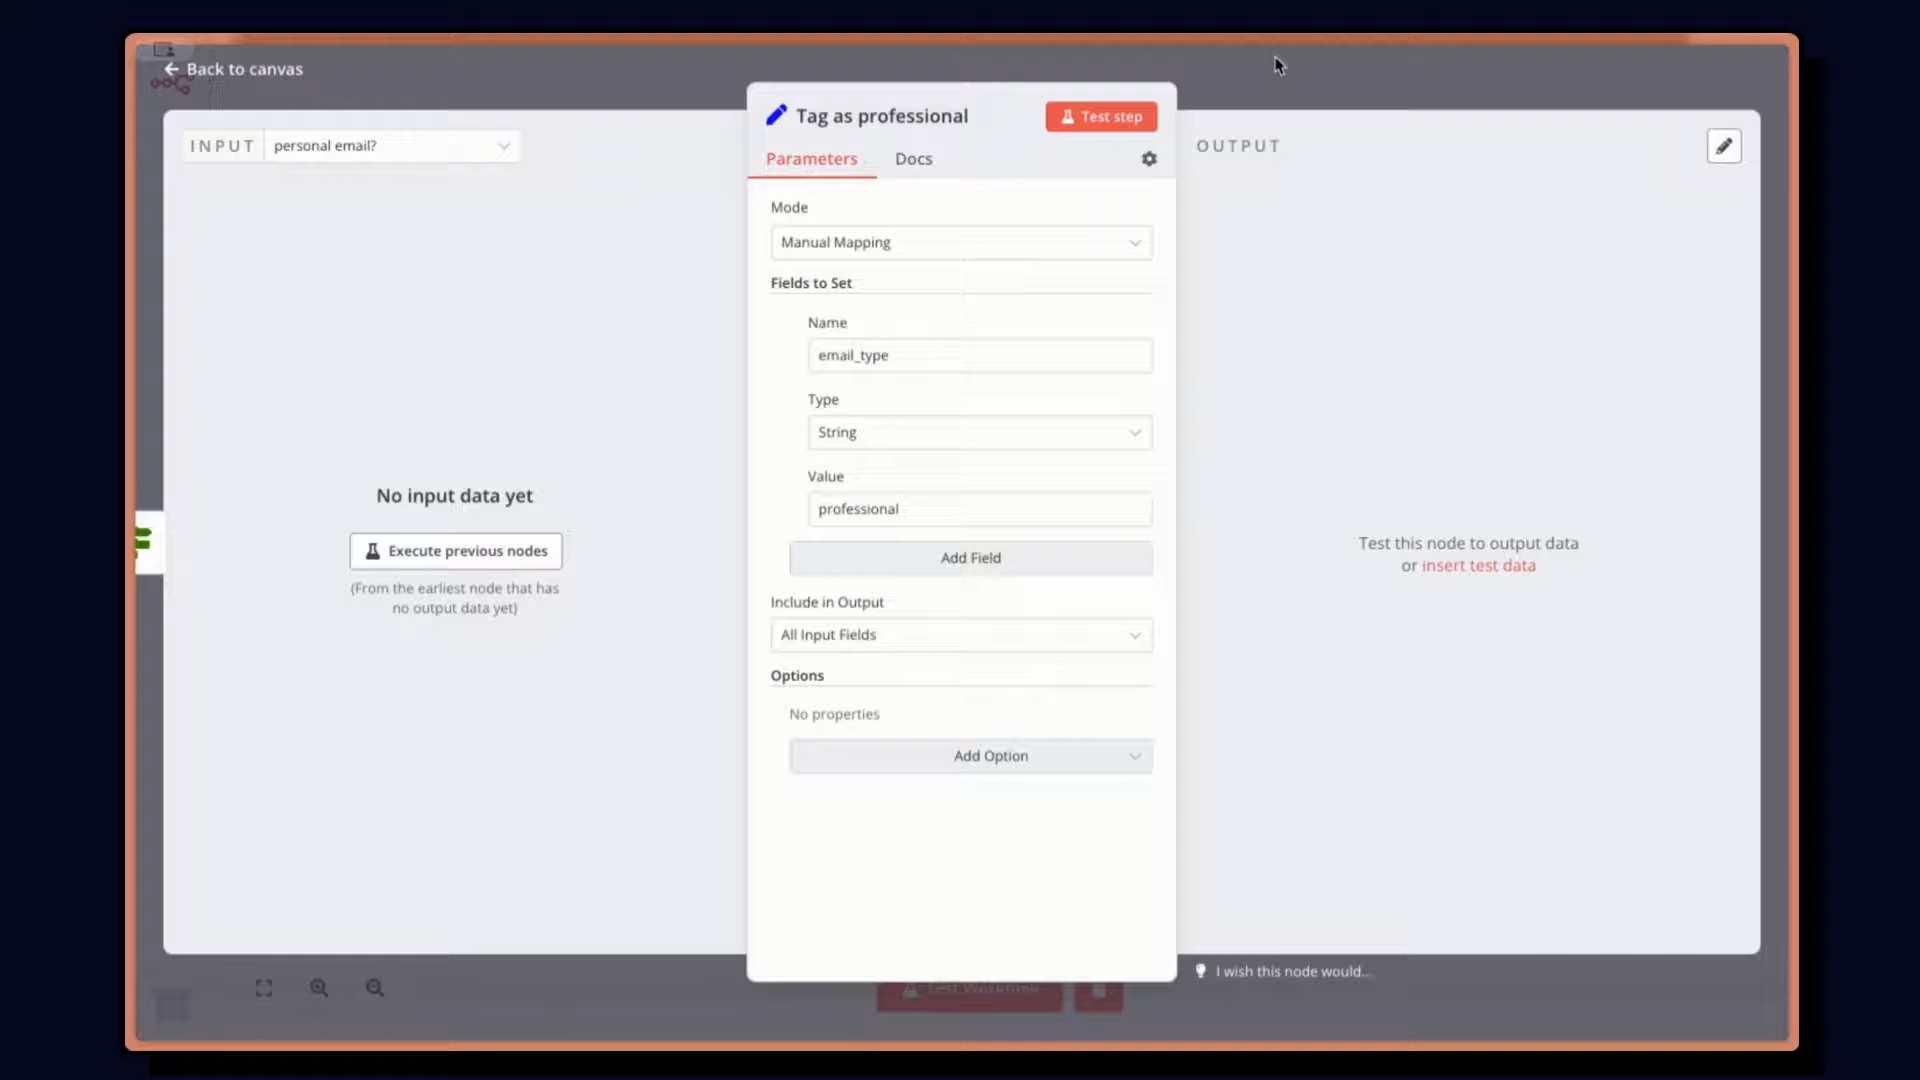 Back to canvas
INPUT
personal email?
No input data yet
Execute previous nodes
(From the earliest node that has
no output data yet)
Tag as professional
Test step
Parameters
Docs
Mode
Manual Mapping
Fields to Set
Name
email_type
Type
String
Value
professional
Add Field
Include in Output
All Input Fields
Options
No properties
Add Option
OUTPUT
Test this node to output data
or insert test data
I wish this node would...
Test Workflow